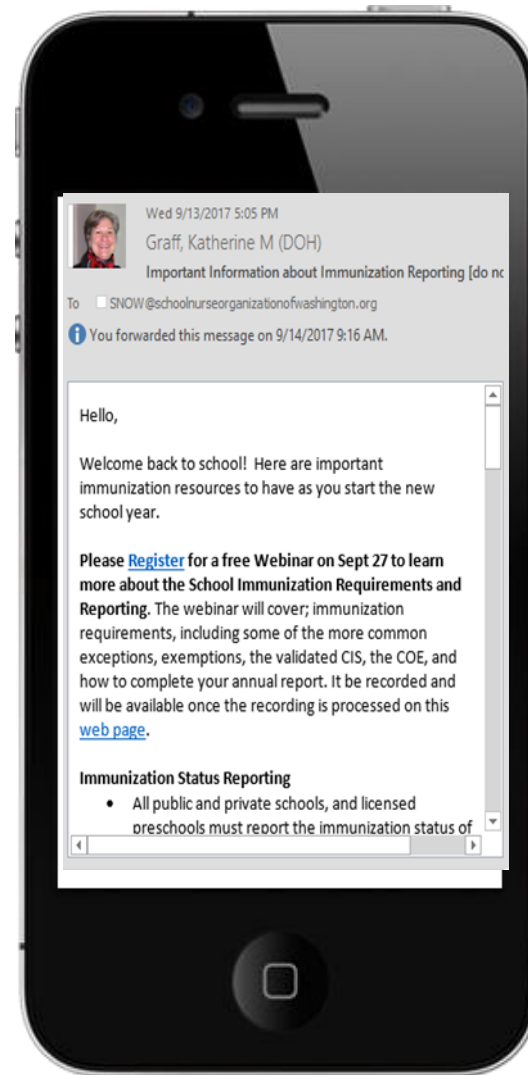 Wed 9/13/2017 5:05 PM
Graff, Katherine M (DOH)
Important Information about Immunization Reporting [do nc
To SNOW@schoolnurseorganizationofwashington.org
You forwarded this message on 9/14/2017 9:16 AM.
Hello,
Welcome back to school! Here are important
immunization resources to have as you start the new
school year.
Please Register for a free Webinar on Sept 27 to learn
more about the School Immunization Requirements and
Reporting. The webinar will cover; immunization
requirements, including some of the more common
exceptions, exemptions, the validated CIS, the COE, and
how to complete your annual report. It be recorded and
will be available once the recording is processed on this
web page.
Immunization Status Reporting
• All public and private schools, and licensed
preschools must report the immunization status of